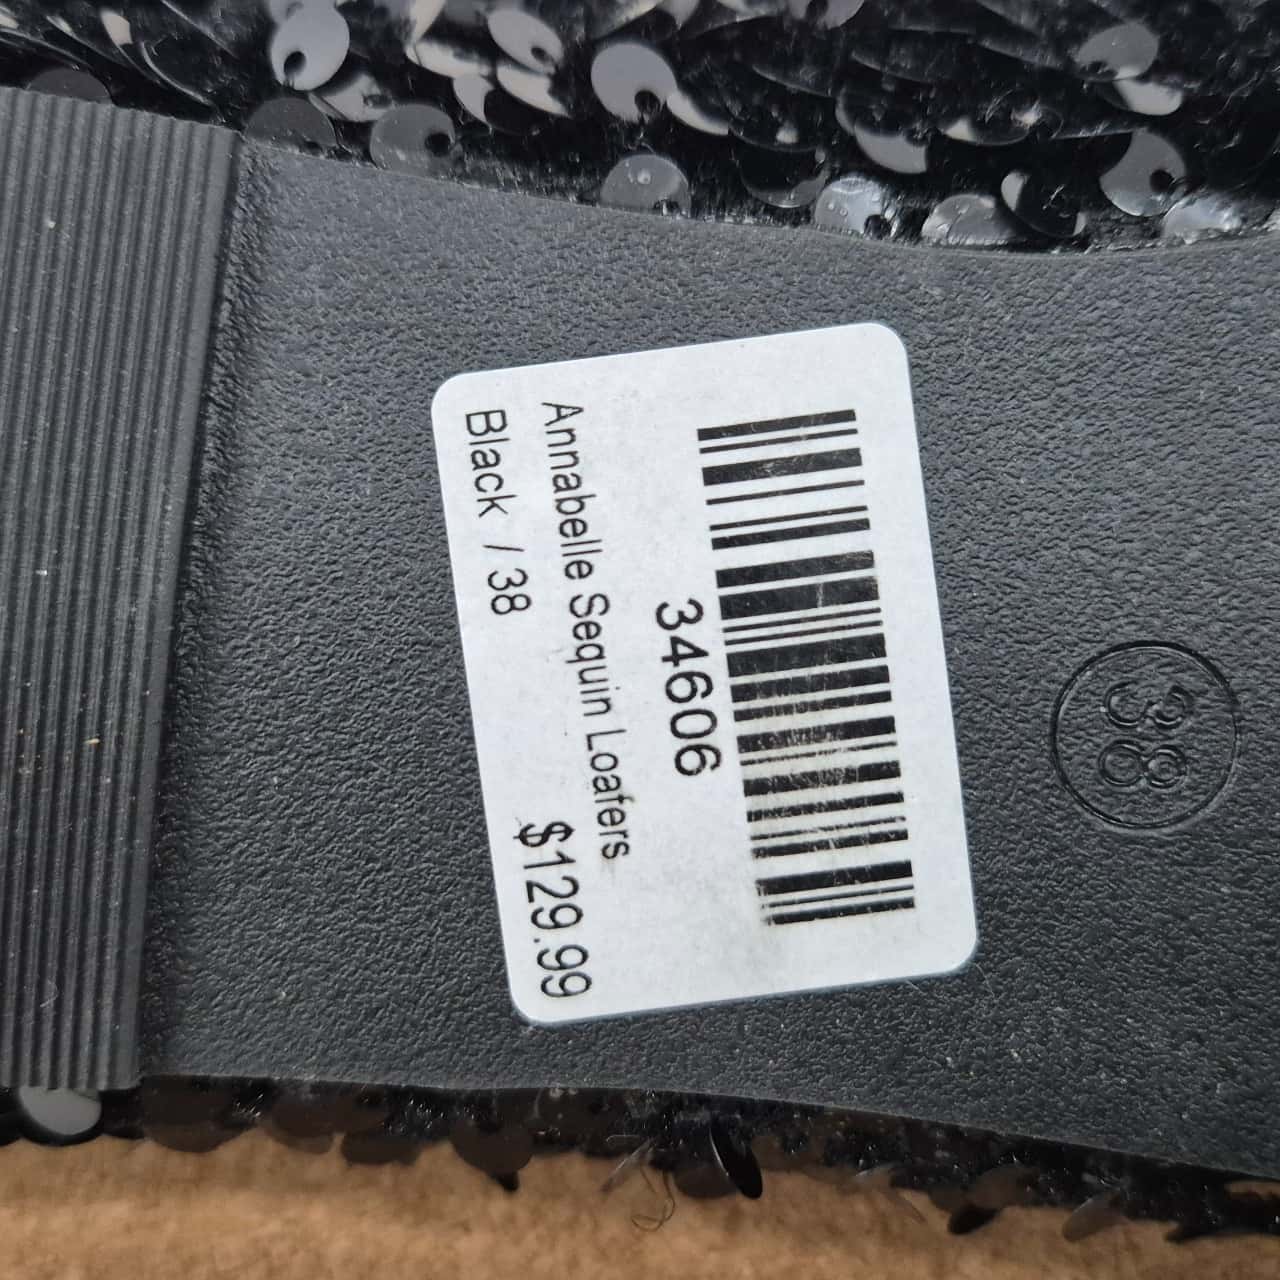 34606
Annabelle Sequin Loafers
Black / 38
$129.99
38